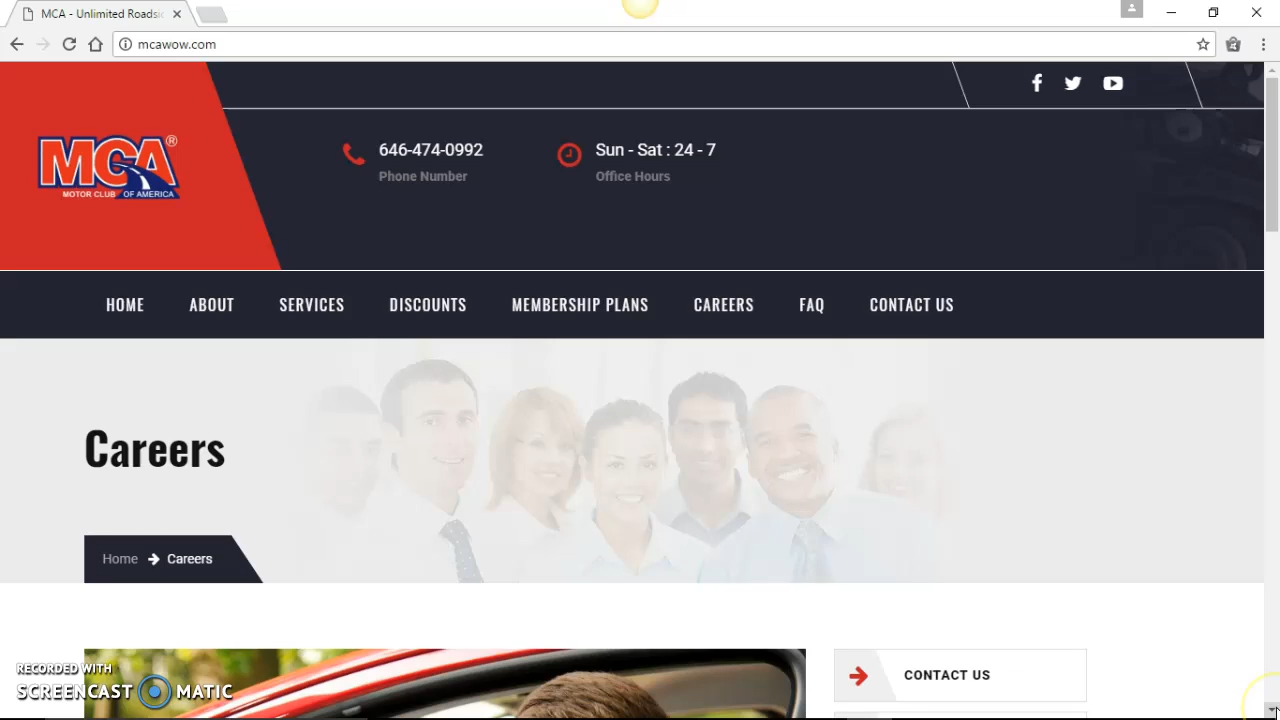 MCA - Unlimited Roadsi
mcawow.com
MCA®
MOTOR CLUB OF AMERICA
646-474-0992
Phone Number
Sun - Sat : 24 - 7
Office Hours
HOME ABOUT SERVICES DISCOUNTS MEMBERSHIP PLANS CAREERS FAQ CONTACT US
Careers
Home Careers
CONTACT US
RECORDED WITH
SCREENCAST MATIC